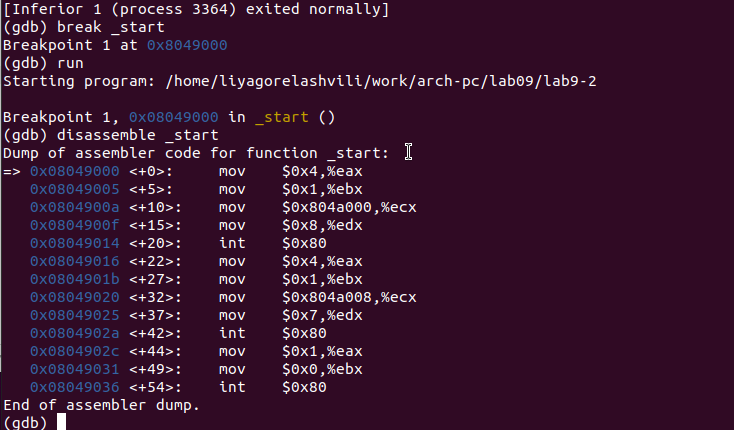 [Inferior 1 (process 3364) exited normally]
(gdb) break _start
Breakpoint 1 at 0x8049000
(gdb) run
Starting program: /home/liyagorelashvili/work/arch-pc/lab09/lab9-2

Breakpoint 1, 0x08049000 in _start ()
(gdb) disassemble _start
Dump of assembler code for function _start:
=> 0x08049000 <+0>:     mov    $0x4,%eax
   0x08049005 <+5>:     mov    $0x1,%ebx
   0x0804900a <+10>:    mov    $0x804a000,%ecx
   0x0804900f <+15>:    mov    $0x8,%edx
   0x08049014 <+20>:    int    $0x80
   0x08049016 <+22>:    mov    $0x4,%eax
   0x0804901b <+27>:    mov    $0x1,%ebx
   0x08049020 <+32>:    mov    $0x804a008,%ecx
   0x08049025 <+37>:    mov    $0x7,%edx
   0x0804902a <+42>:    int    $0x80
   0x0804902c <+44>:    mov    $0x1,%eax
   0x08049031 <+49>:    mov    $0x0,%ebx
   0x08049036 <+54>:    int    $0x80
End of assembler dump.
(gdb)